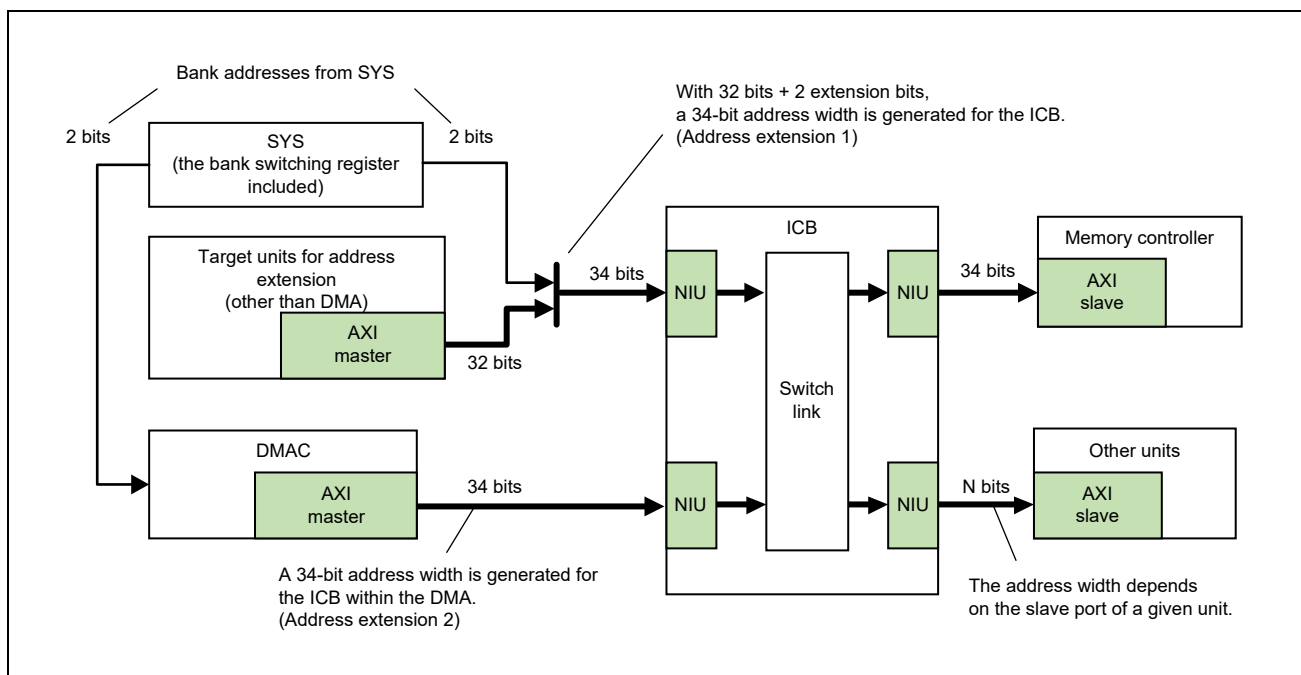 Bank addresses from SYS
2 bits
2 bits
SYS
(the bank switching register
included)
With 32 bits + 2 extension bits,
a 34-bit address width is generated for the ICB.
(Address extension 1)
Target units for address
extension
(other than DMA)
AXI
master
32 bits
34 bits
ICB
NIU
NIU
34 bits
Memory controller
AXI
slave
Switch
link
DMAC
AXI
master
34 bits
NIU
NIU
N bits
Other units
AXI
slave
A 34-bit address width is generated for
the ICB within the DMA.
(Address extension 2)
The address width depends
on the slave port of a given unit.